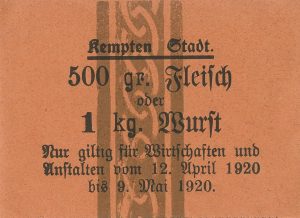 Kempten Stadt.
500 gr. Fleisch
oder
1 kg. Wurst
Nur giltig für Wirtschaften und
Anstalten vom 12. April 1920
bis 9. Mai 1920.